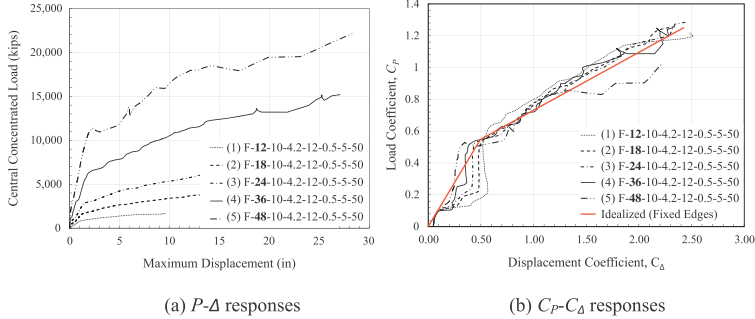 25,000
20,000
15,000
10,000
5,000
0
0 5 10 15 20 25 30
Central Concentrated Load (kips)
Maximum Displacement (in)
(1) F-12-10-4.2-12-0.5-5-50
(2) F-18-10-4.2-12-0.5-5-50
(3) F-24-10-4.2-12-0.5-5-50
(4) F-36-10-4.2-12-0.5-5-50
(5) F-48-10-4.2-12-0.5-5-50
(a) P-Δ responses
1.4
1.2
1
0.8
0.6
0.4
0.2
0
0.00 0.50 1.00 1.50 2.00 2.50 3.00
Load Coefficient, CP
Displacement Coefficient, CΔ
(1) F-12-10-4.2-12-0.5-5-50
(2) F-18-10-4.2-12-0.5-5-50
(3) F-24-10-4.2-12-0.5-5-50
(4) F-36-10-4.2-12-0.5-5-50
(5) F-48-10-4.2-12-0.5-5-50
Idealized (Fixed Edges)
(b) CP-CΔ responses